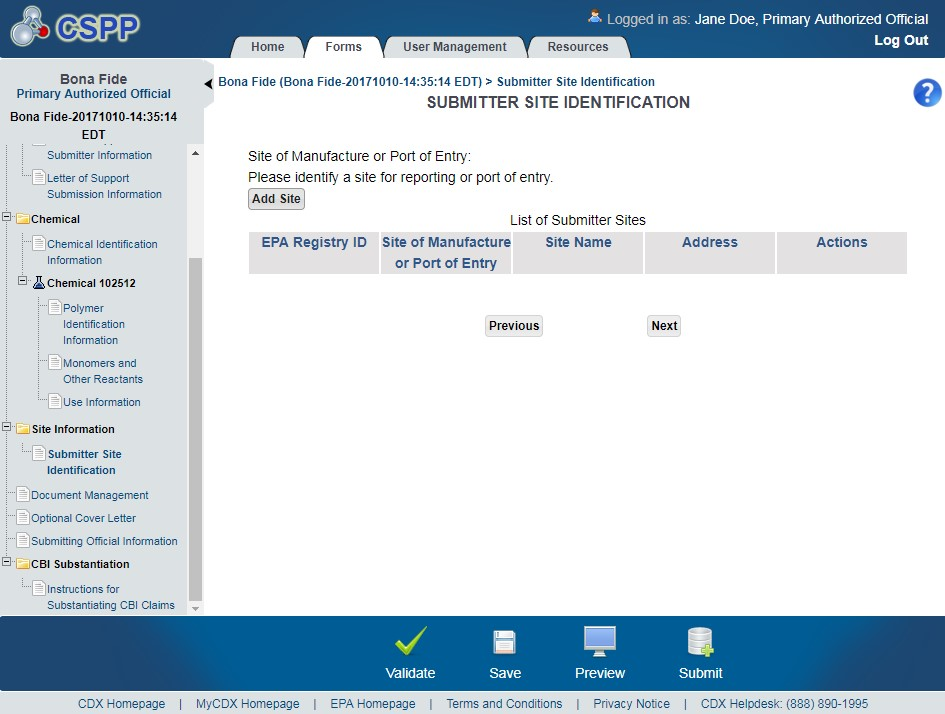 CSPP
Logged in as: Jane Doe, Primary Authorized Official
Log Out
Home
Forms
User Management
Resources
Bona Fide
Primary Authorized Official
Bona Fide-20171010-14:35:14
EDT
Submitter Information
Letter of Support
Submission Information
Chemical
Chemical Identification
Information
Chemical 102512
Polymer
Identification
Information
Monomers and
Other Reactants
Use Information
Site Information
Submitter Site
Identification
Document Management
Optional Cover Letter
Submitting Official Information
CBI Substantiation
Instructions for
Substantiating CBI Claims
Bona Fide (Bona Fide-20171010-14:35:14 EDT) > Submitter Site Identification
SUBMITTER SITE IDENTIFICATION
?
Site of Manufacture or Port of Entry:
Please identify a site for reporting or port of entry.
Add Site
List of Submitter Sites
EPA Registry ID
Site of Manufacture
or Port of Entry
Site Name
Address
Actions
Previous
Next
Validate
Save
Preview
Submit
CDX Homepage | MyCDX Homepage | EPA Homepage | Terms and Conditions | Privacy Notice | CDX Helpdesk: (888) 890-1995